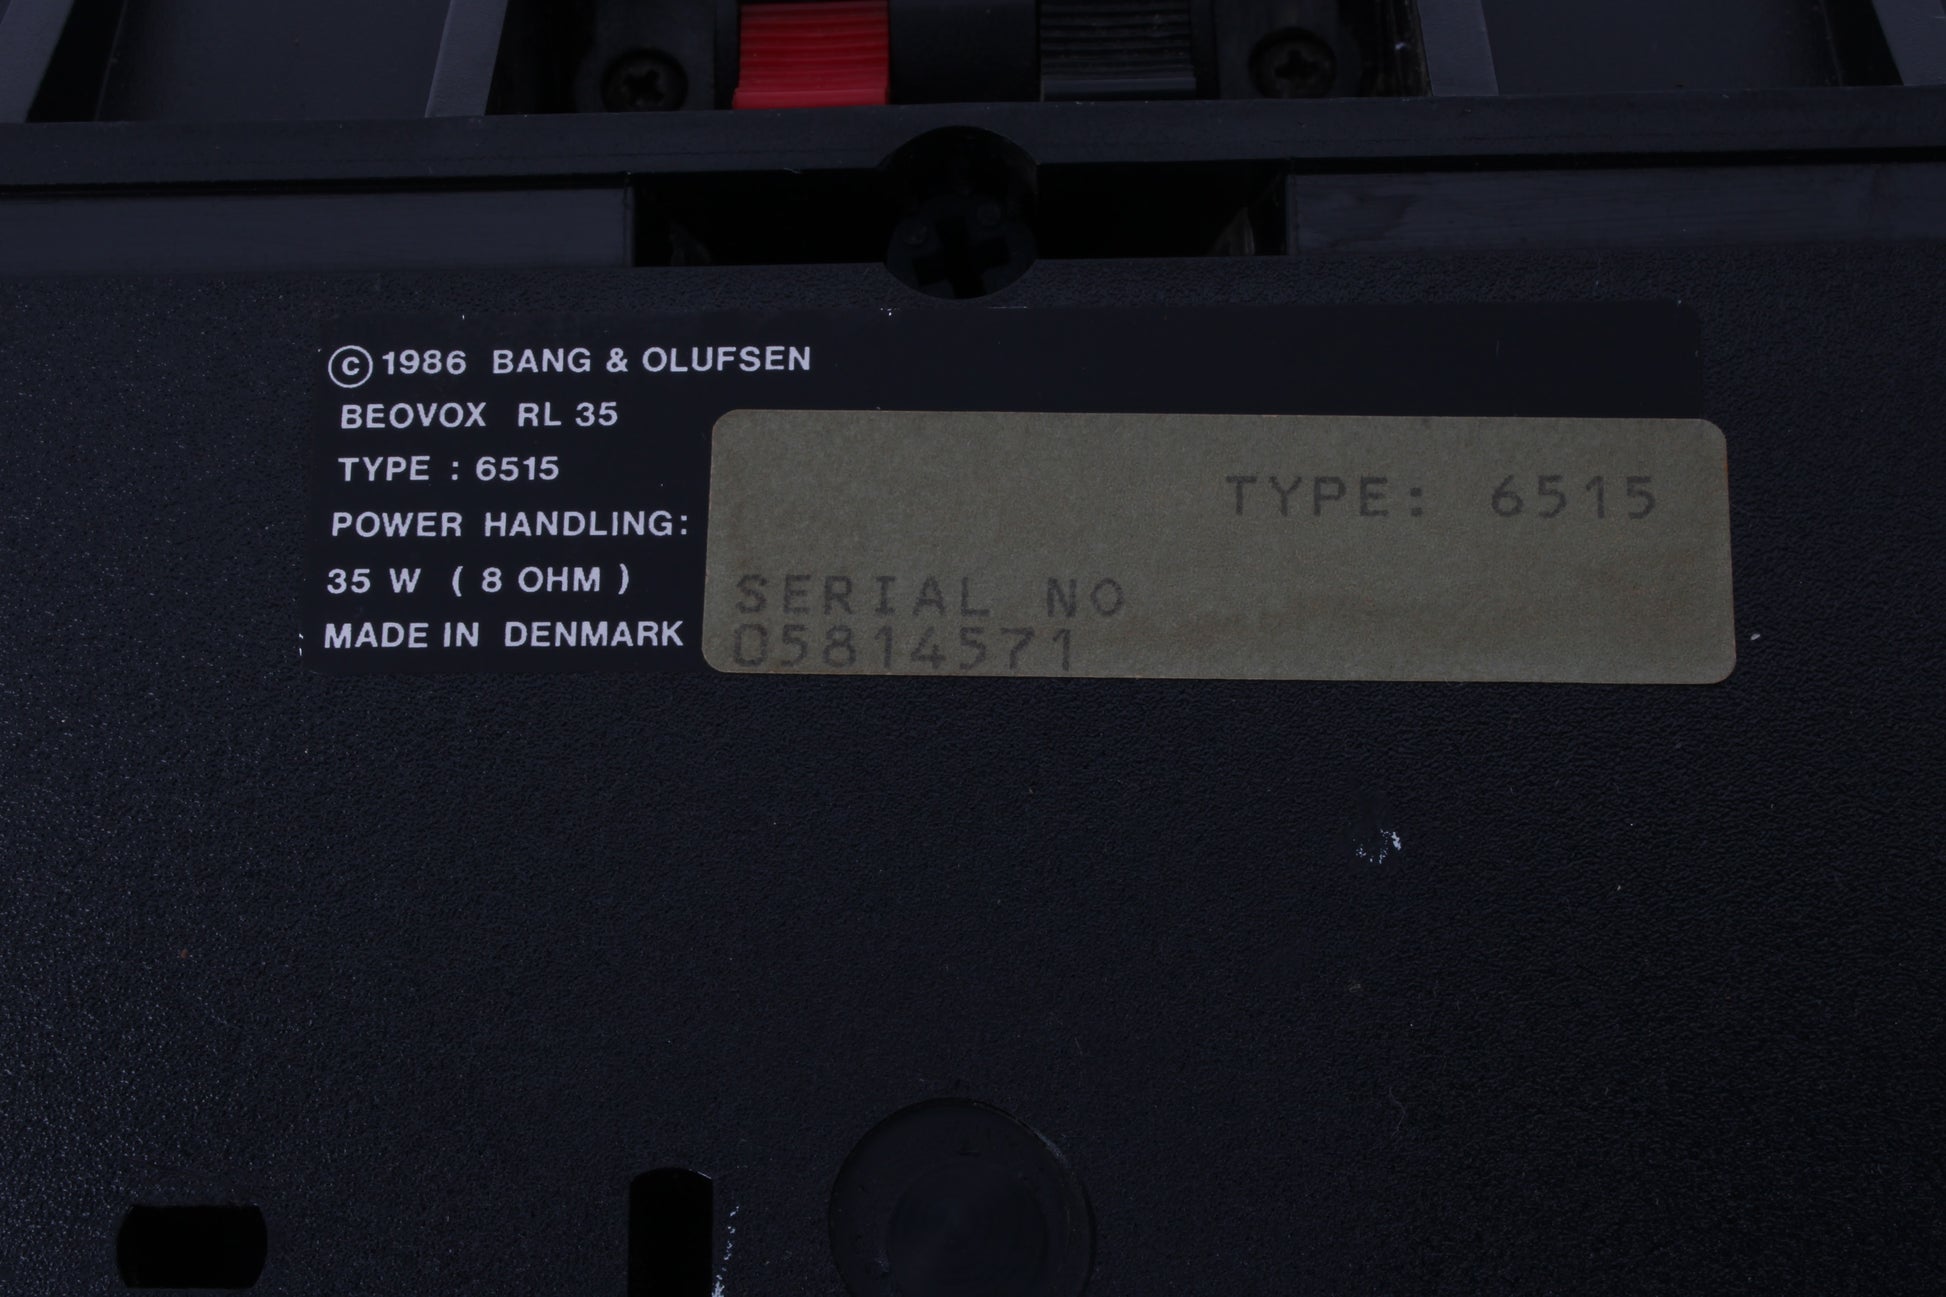 ©1986 BANG & OLUFSEN
BEOVOX RL 35
TYPE : 6515
POWER HANDLING:
35 W ( 8 OHM )
MADE IN DENMARK
TYPE: 6515
SERIAL NO
05814571